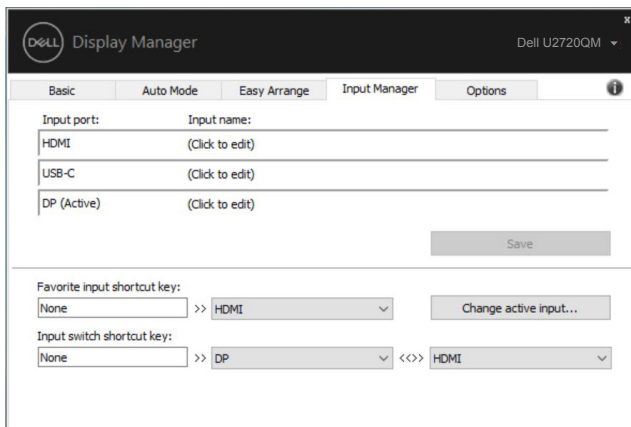 x
DELL Display Manager Dell U2720QM
Basic Auto Mode Easy Arrange Input Manager Options i
Input port: Input name:
HDMI (Click to edit)
USB-C (Click to edit)
DP (Active) (Click to edit)
Save
Favorite input shortcut key:
None >> HDMI Change active input...
Input switch shortcut key:
None >> DP <<>> HDMI